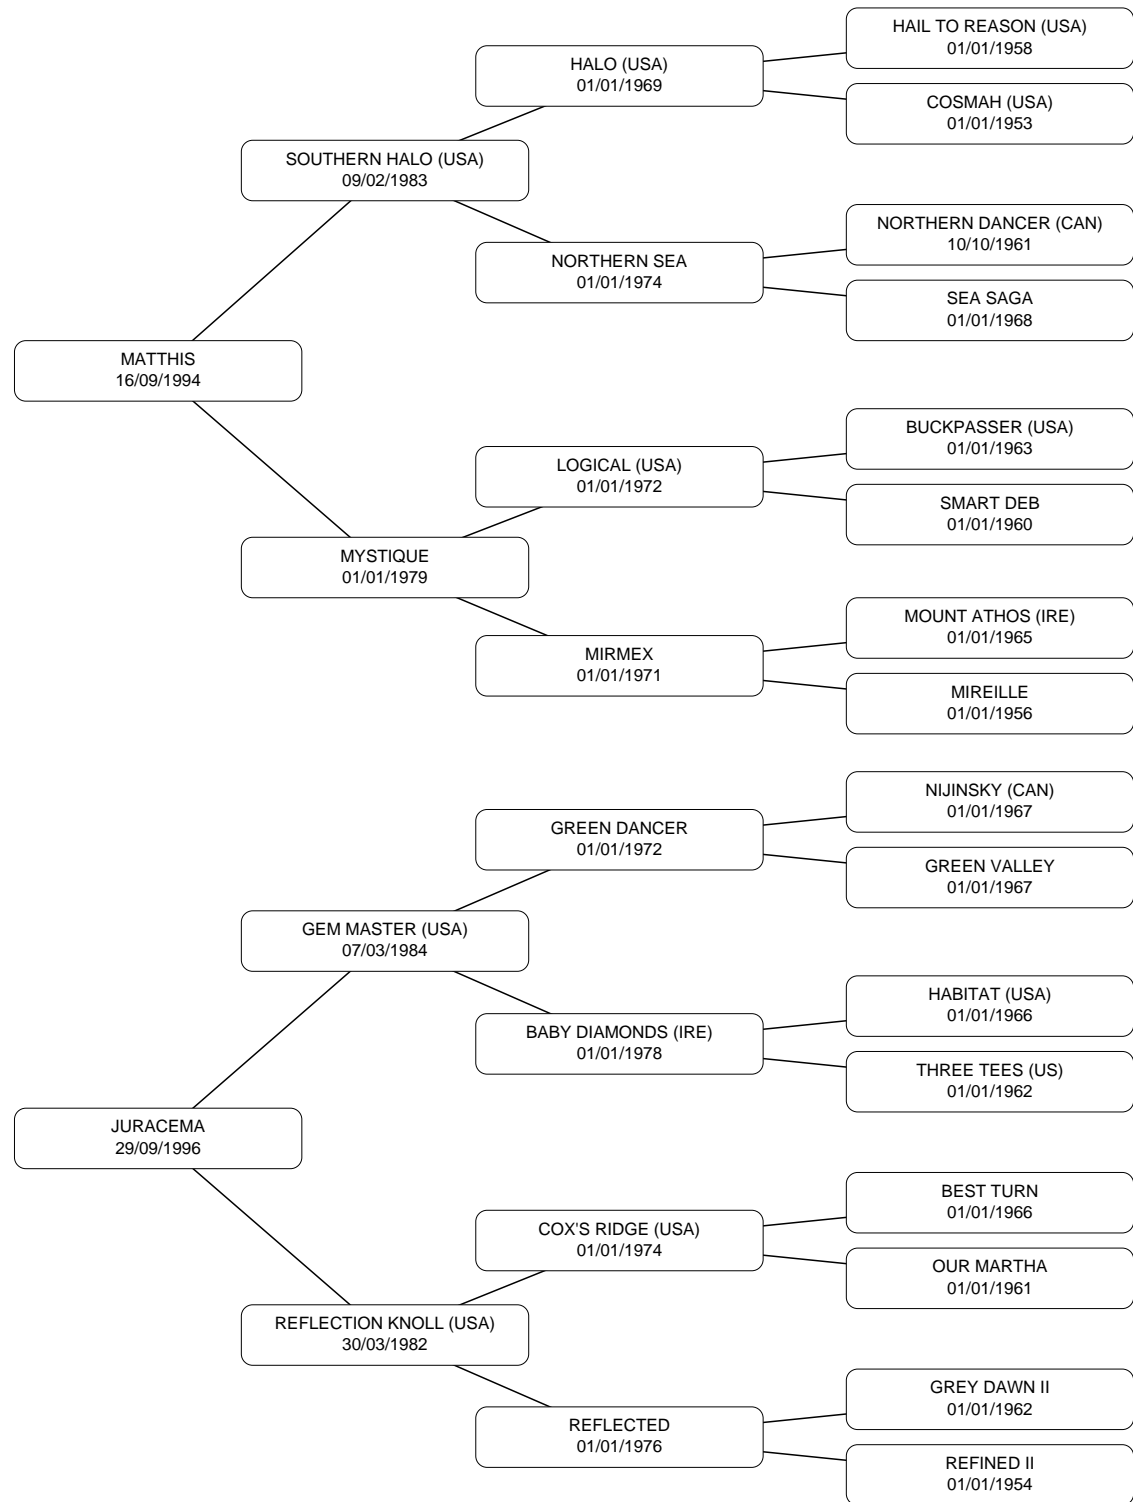 HAIL TO REASON (USA)
01/01/1958
HALO (USA)
01/01/1969
COSMAH (USA)
01/01/1953
SOUTHERN HALO (USA)
09/02/1983
NORTHERN DANCER (CAN)
10/10/1961
NORTHERN SEA
01/01/1974
SEA SAGA
01/01/1968
MATTHIS
16/09/1994
BUCKPASSER (USA)
01/01/1963
LOGICAL (USA)
01/01/1972
SMART DEB
01/01/1960
MYSTIQUE
01/01/1979
MOUNT ATHOS (IRE)
01/01/1965
MIRMEX
01/01/1971
MIREILLE
01/01/1956
NIJINSKY (CAN)
01/01/1967
GREEN DANCER
01/01/1972
GREEN VALLEY
01/01/1967
GEM MASTER (USA)
07/03/1984
HABITAT (USA)
01/01/1966
BABY DIAMONDS (IRE)
01/01/1978
THREE TEES (US)
01/01/1962
JURACEMA
29/09/1996
BEST TURN
01/01/1966
COX'S RIDGE (USA)
01/01/1974
OUR MARTHA
01/01/1961
REFLECTION KNOLL (USA)
30/03/1982
GREY DAWN II
01/01/1962
REFLECTED
01/01/1976
REFINED II
01/01/1954